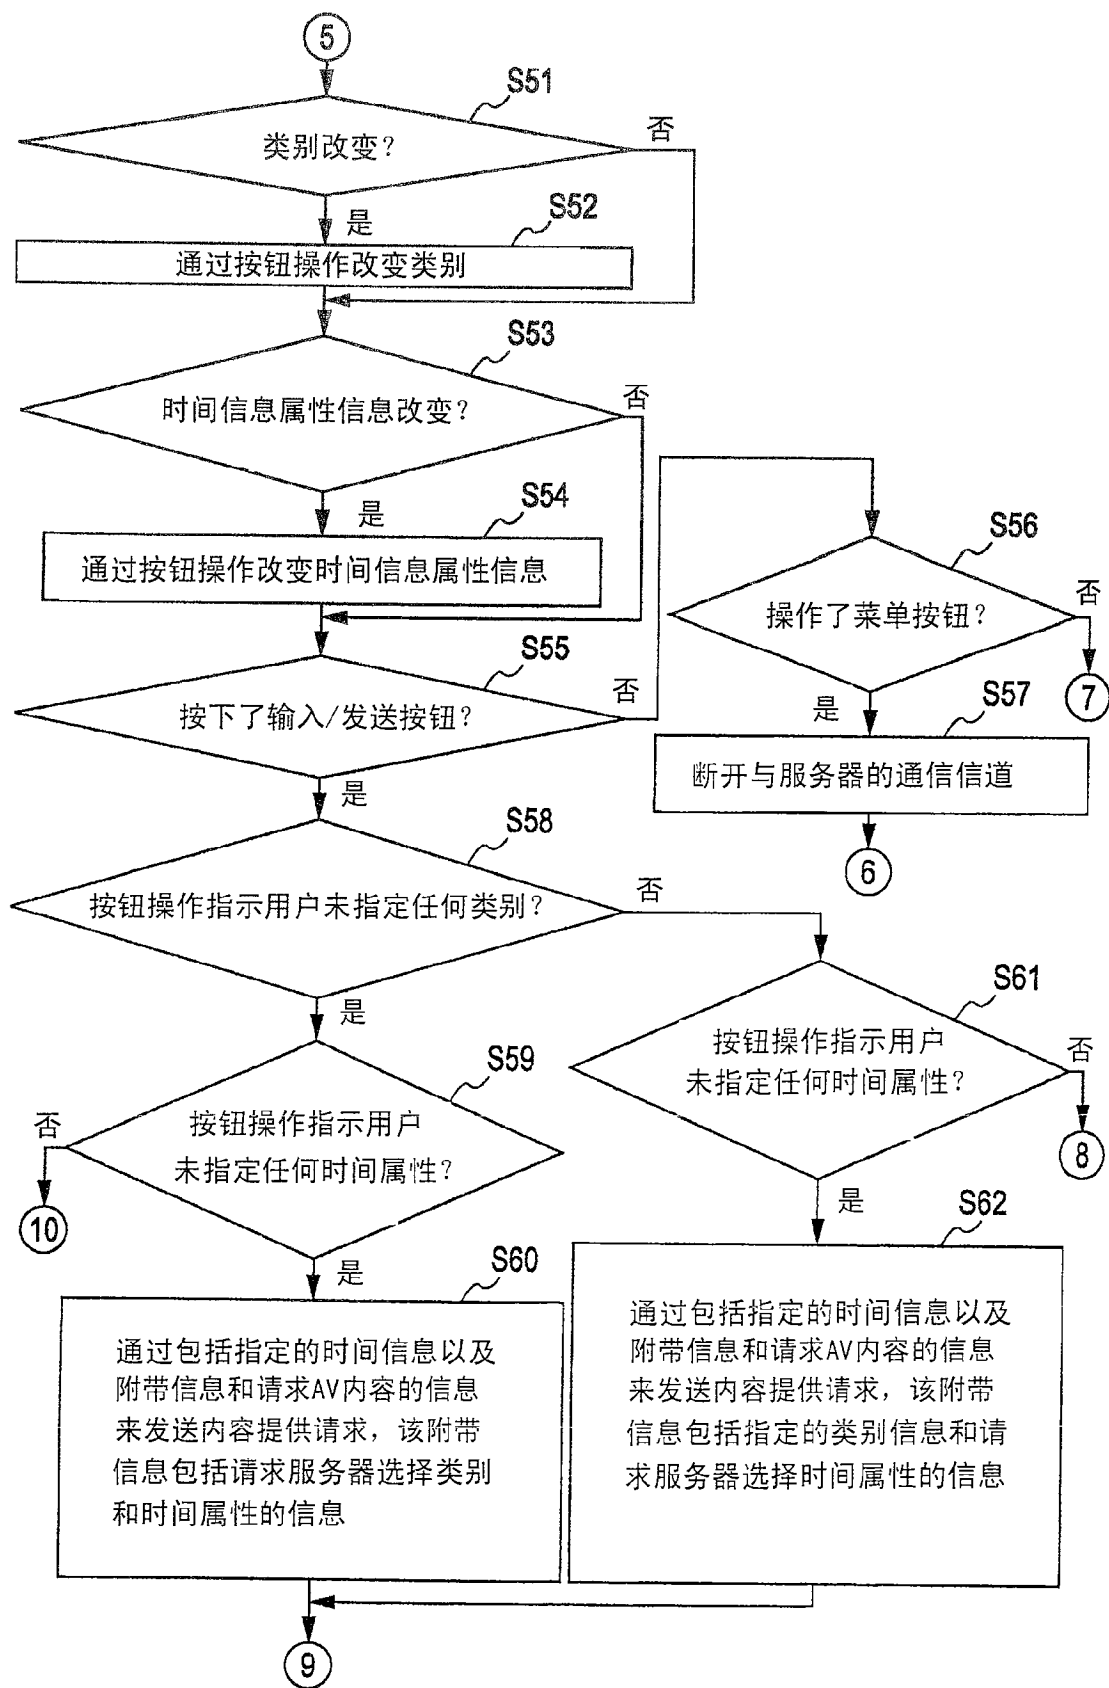 5
S51
类别改变？
否
是
S52
通过按钮操作改变类别
S53
时间信息属性信息改变？
否
是
S54
通过按钮操作改变时间信息属性信息
S56
操作了菜单按钮？
否
7
S55
按下了输入/发送按钮？
否
是
是
S57
断开与服务器的通信信道
6
S58
按钮操作指示用户未指定任何类别？
否
是
S61
按钮操作指示用户
未指定任何时间属性？
否
8
S59
按钮操作指示用户
未指定任何时间属性？
否
10
是
是
S62
通过包括指定的时间信息以及
附带信息和请求AV内容的信息
来发送内容提供请求，该附带
信息包括指定的类别信息和请
求服务器选择时间属性的信息
S60
通过包括指定的时间信息以及
附带信息和请求AV内容的信息
来发送内容提供请求，该附带
信息包括请求服务器选择类别
和时间属性的信息
9